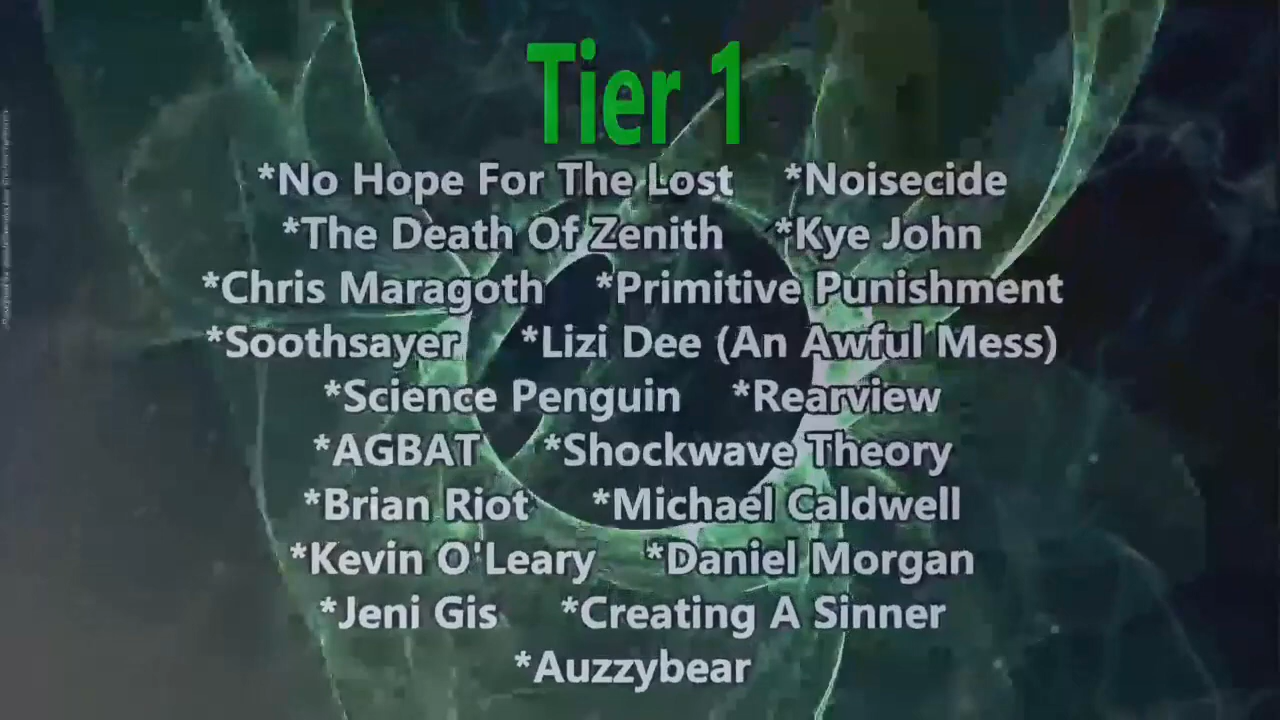 Tier 1
*No Hope For The Lost *Noisecide
*The Death Of Zenith *Kye John
*Chris Maragoth *Primitive Punishment
*Soothsayer *Lizi Dee (An Awful Mess)
*Science Penguin *Rearview
*AGBAT *Shockwave Theory
*Brian Riot *Michael Caldwell
*Kevin O'Leary *Daniel Morgan
*Jeni Gis *Creating A Sinner
*Auzzybear